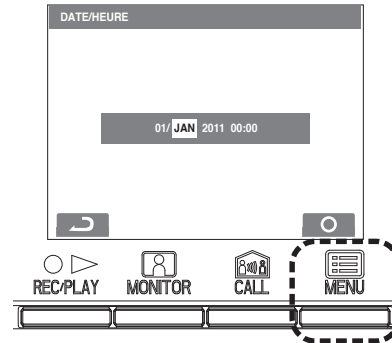 DATE/HEURE
01/ JAN 2011 00:00
REC/PLAY MONITOR CALL MENU